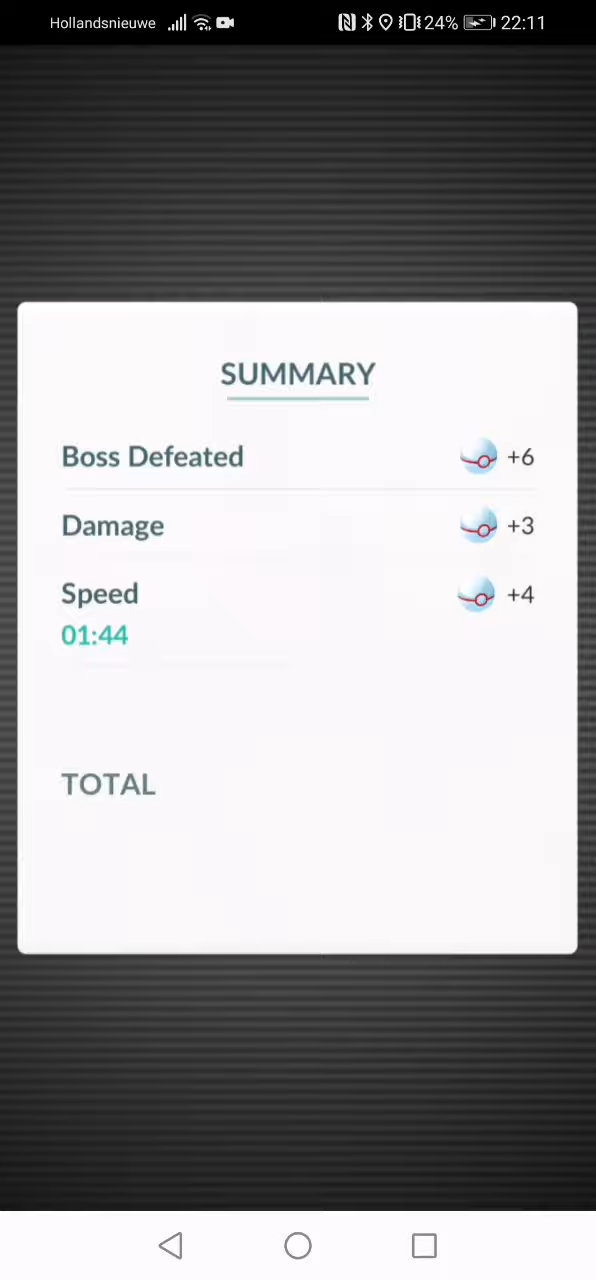 Hollandsnieuwe 24% 22:11
SUMMARY
Boss Defeated +6
Damage +3
Speed +4
01:44
TOTAL